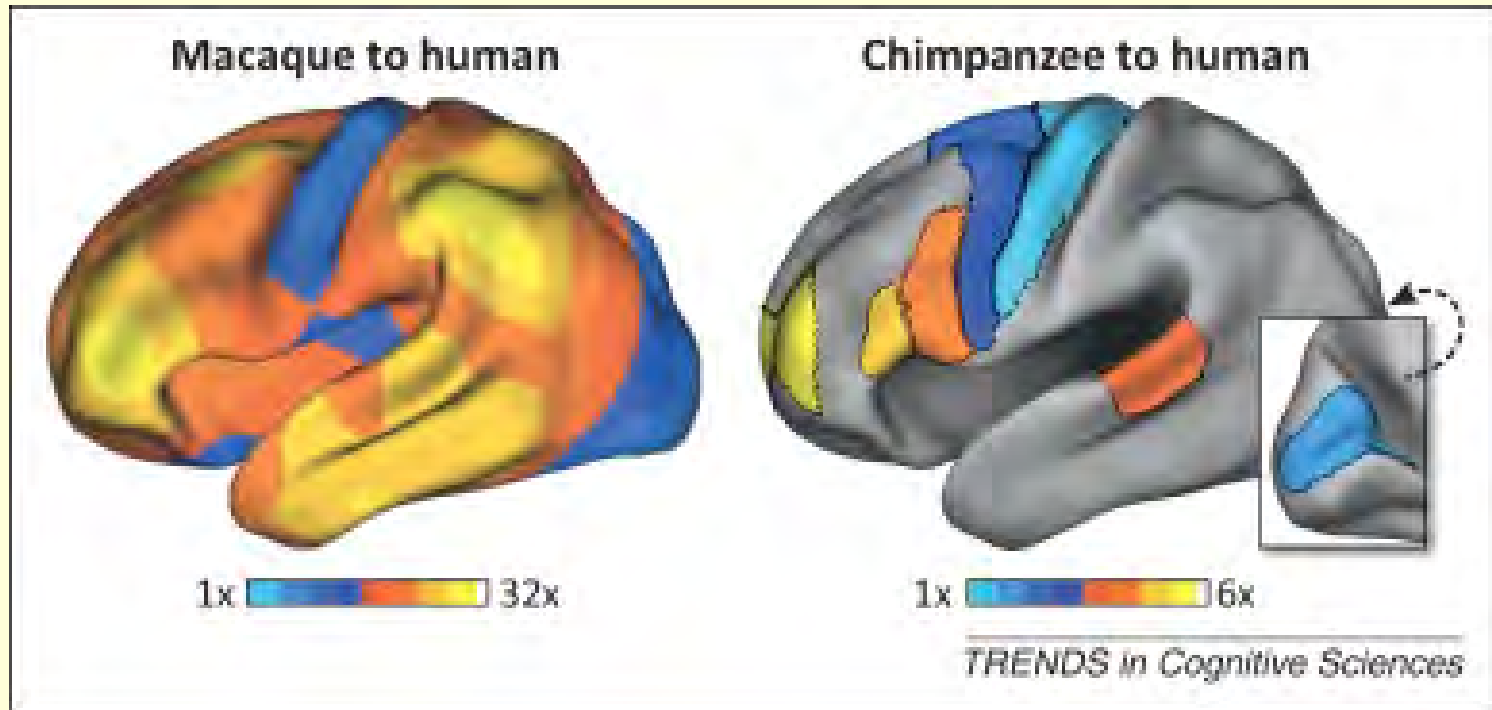 Macaque to human
Chimpanzee to human
1x 32x
1x 6x
TRENDS in Cognitive Sciences